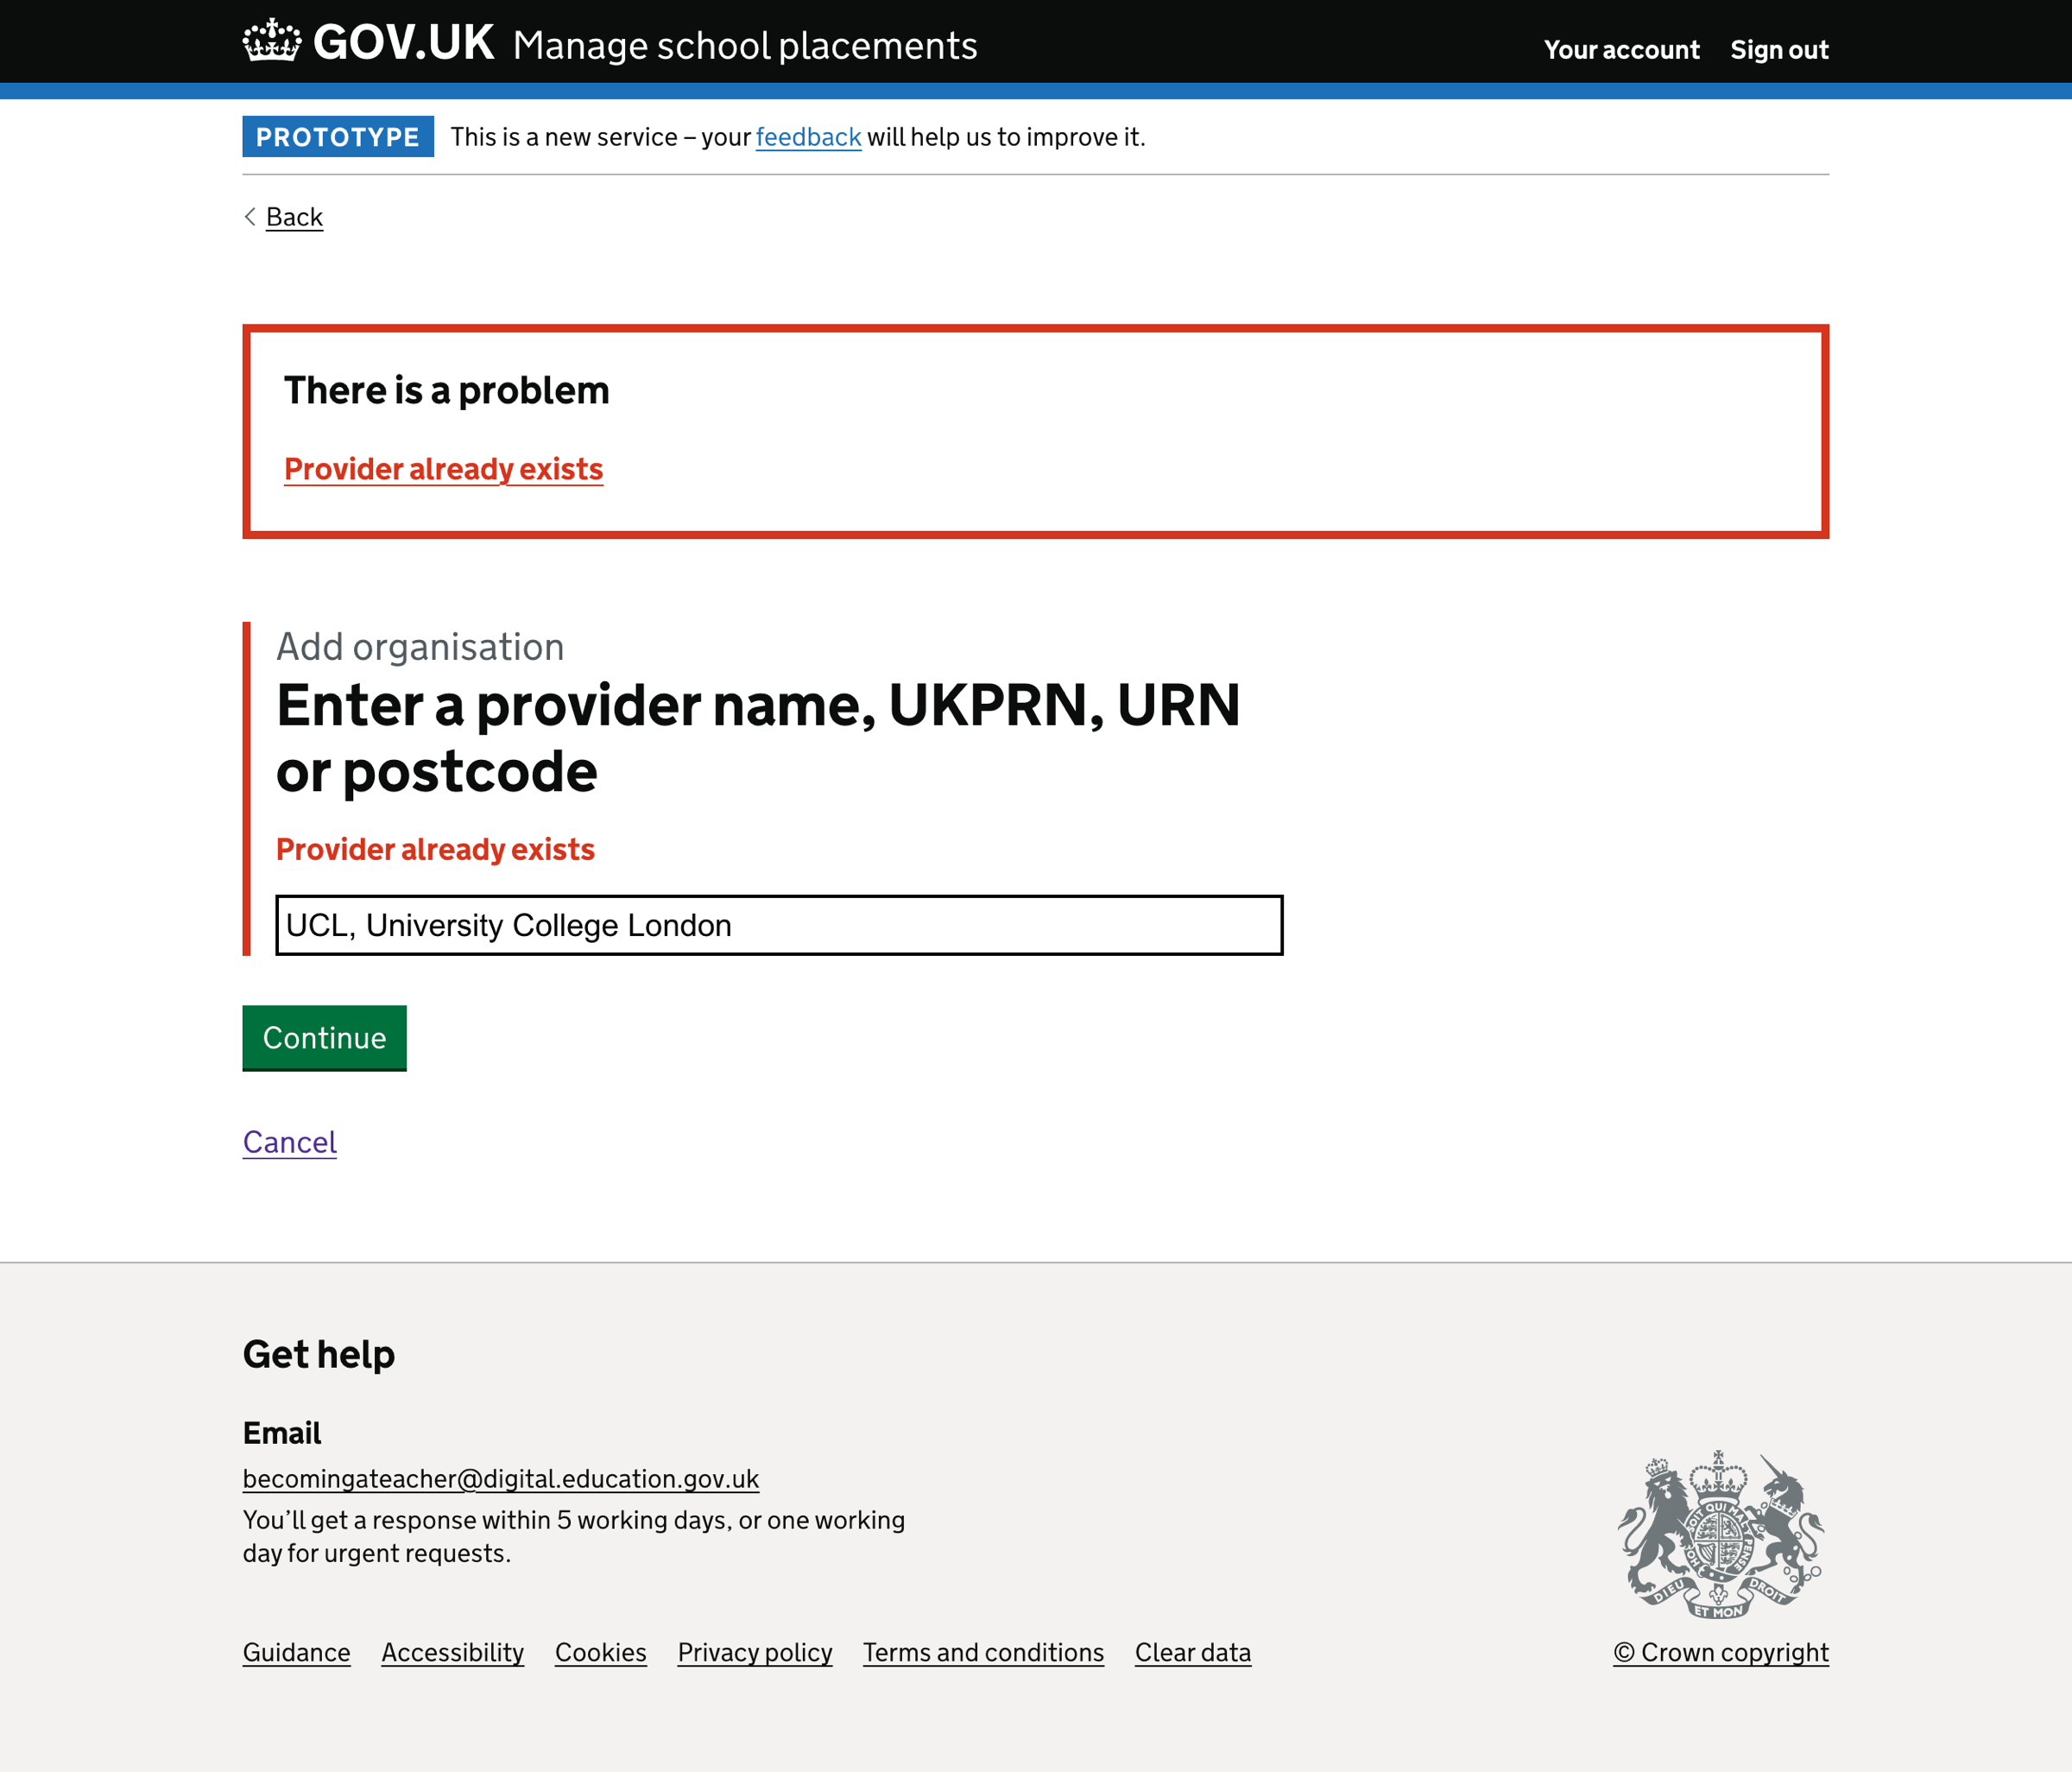 GOV.UK Manage school placements
Your account Sign out
PROTOTYPE This is a new service – your feedback will help us to improve it.
Back
There is a problem
Provider already exists
Add organisation
Enter a provider name, UKPRN, URN
or postcode
Provider already exists
UCL, University College London
Continue
Cancel
Get help
Email
becomingateacher@digital.education.gov.uk
You’ll get a response within 5 working days, or one working
day for urgent requests.
DIEU ET MON DROIT
Guidance Accessibility Cookies Privacy policy Terms and conditions Clear data
© Crown copyright